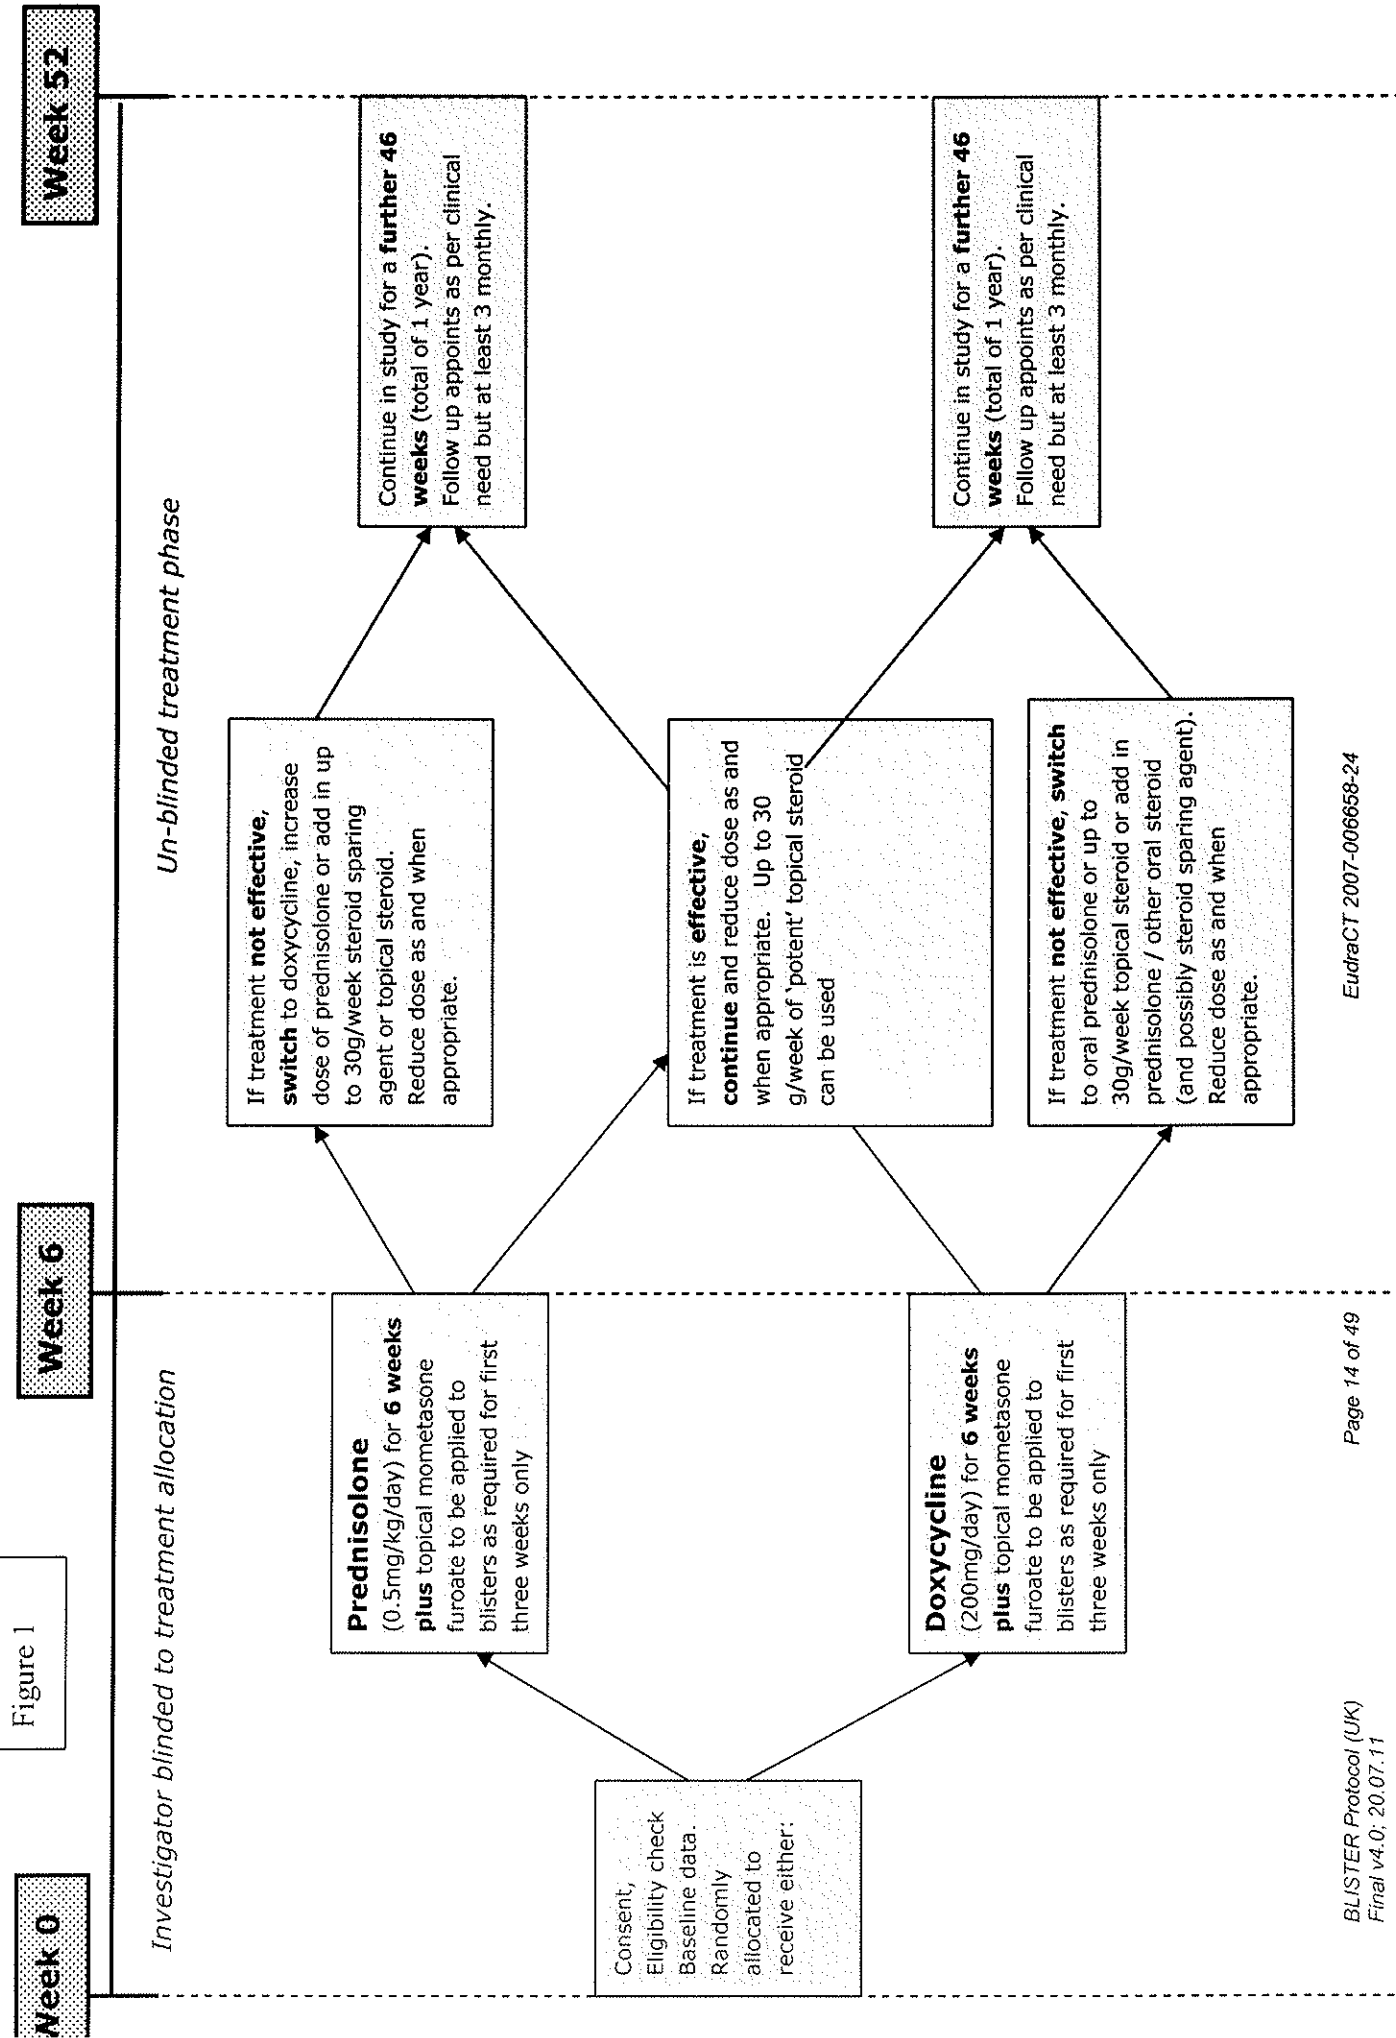 Figure 1
Week 0
Week 6
Week 52
Investigator blinded to treatment allocation
Un-blinded treatment phase
Consent,
Eligibility check
Baseline data.
Randomly
allocated to
receive either:
Prednisolone
(0.5mg/kg/day) for 6 weeks
plus topical mometasone
furoate to be applied to
blisters as required for first
three weeks only
Doxycycline
(200mg/day) for 6 weeks
plus topical mometasone
furoate to be applied to
blisters as required for first
three weeks only
If treatment not effective,
switch to doxycycline, increase
dose of prednisolone or add in up
to 30g/week steroid sparing
agent or topical steroid.
Reduce dose as and when
appropriate.
If treatment is effective,
continue and reduce dose as and
when appropriate. Up to 30
g/week of ‘potent’ topical steroid
can be used
If treatment not effective, switch
to oral prednisolone or up to
30g/week topical steroid or add in
prednisolone / other oral steroid
(and possibly steroid sparing agent).
Reduce dose as and when
appropriate.
Continue in study for a further 46
weeks (total of 1 year).
Follow up appoints as per clinical
need but at least 3 monthly.
Continue in study for a further 46
weeks (total of 1 year).
Follow up appoints as per clinical
need but at least 3 monthly.
BLISTER Protocol (UK)
Final v4.0; 20.07.11
Page 14 of 49
EudraCT 2007-006658-24